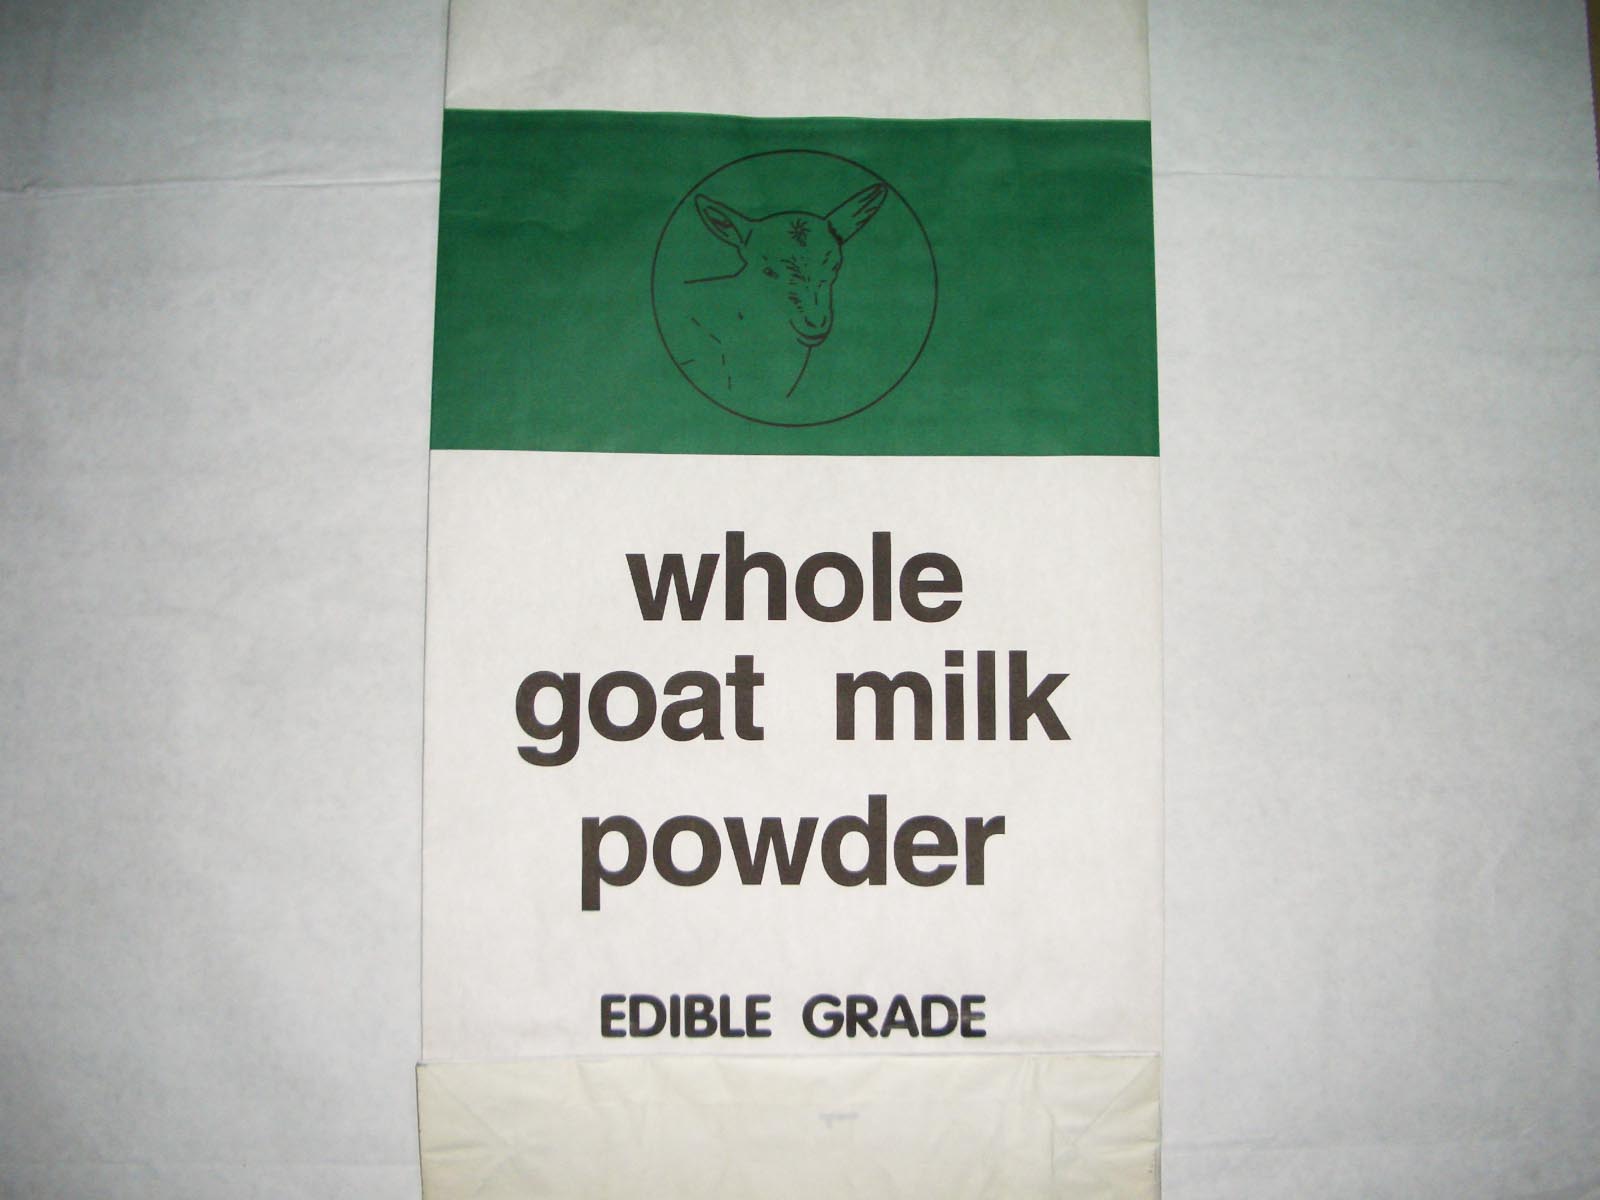 whole
goat milk
powder
EDIBLE GRADE